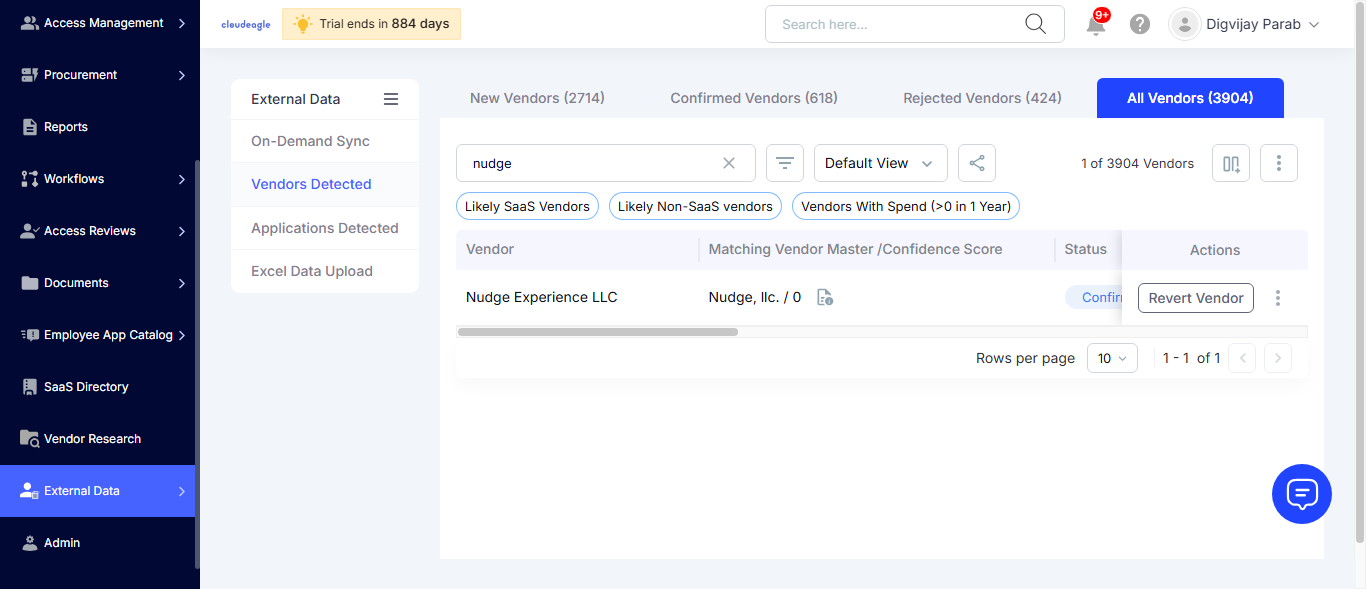 Access Management
Procurement
Reports
Workflows
Access Reviews
Documents
Employee App Catalog
SaaS Directory
Vendor Research
External Data
Admin
cloudeagle
Trial ends in 884 days
Search here...
9+
Digvijay Parab
External Data
On-Demand Sync
Vendors Detected
Applications Detected
Excel Data Upload
New Vendors (2714)
Confirmed Vendors (618)
Rejected Vendors (424)
All Vendors (3904)
nudge
Default View
1 of 3904 Vendors
Likely SaaS Vendors
Likely Non-SaaS vendors
Vendors With Spend (>0 in 1 Year)
Vendor
Matching Vendor Master /Confidence Score
Status
Actions
Nudge Experience LLC
Nudge, llc. / 0
Confir
Revert Vendor
Rows per page
10
1 - 1 of 1